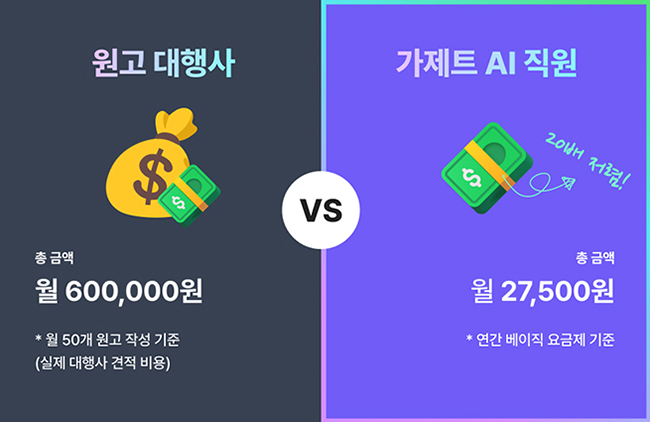 원고 대행사
총 금액
월 600,000원
* 월 50개 원고 작성 기준
(실제 대행사 견적 비용)
VS
가제트 AI 직원
20배 저렴!
총 금액
월 27,500원
* 연간 베이직 요금제 기준